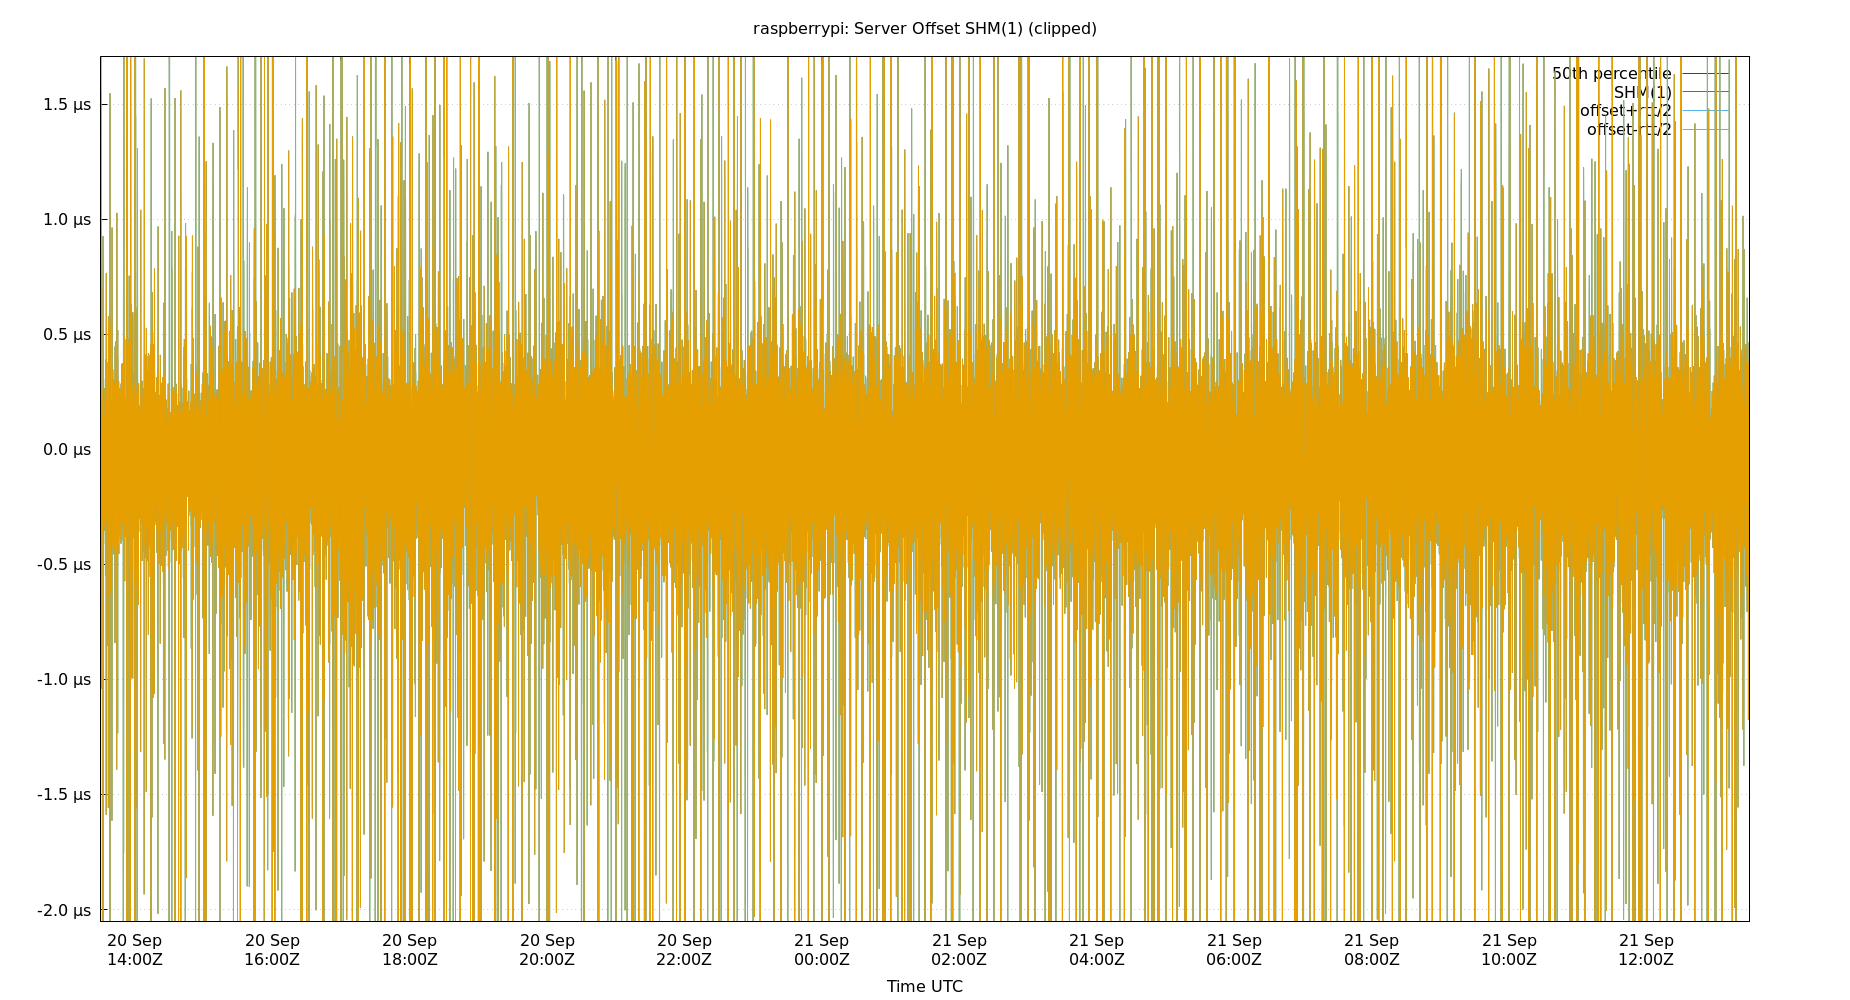 raspberrypi: Server Offset SHM(1) (clipped)
50th percentile
SHM(1)
offset+rtt/2
offset-rtt/2
1.5 µs
1.0 µs
0.5 µs
0.0 µs
-0.5 µs
-1.0 µs
-1.5 µs
-2.0 µs
20 Sep 20 Sep 20 Sep 20 Sep 20 Sep 21 Sep 21 Sep 21 Sep 21 Sep 21 Sep 21 Sep 21 Sep
14:00Z 16:00Z 18:00Z 20:00Z 22:00Z 00:00Z 02:00Z 04:00Z 06:00Z 08:00Z 10:00Z 12:00Z
Time UTC